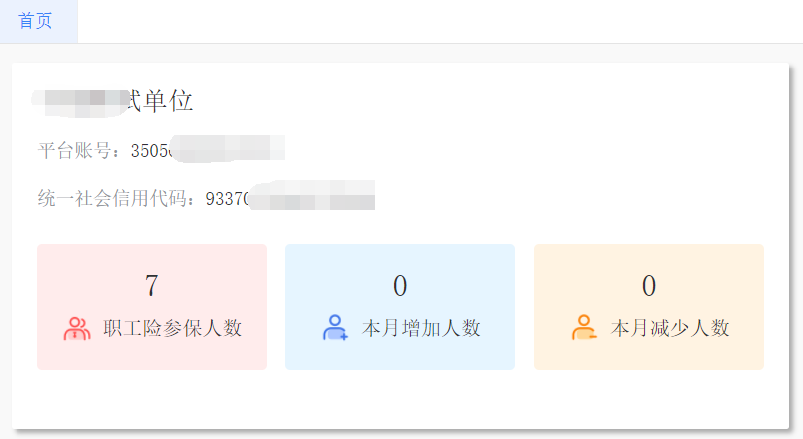 首页
单位
平台账号：3505
统一社会信用代码：9337
7
职工险参保人数
0
本月增加人数
0
本月减少人数